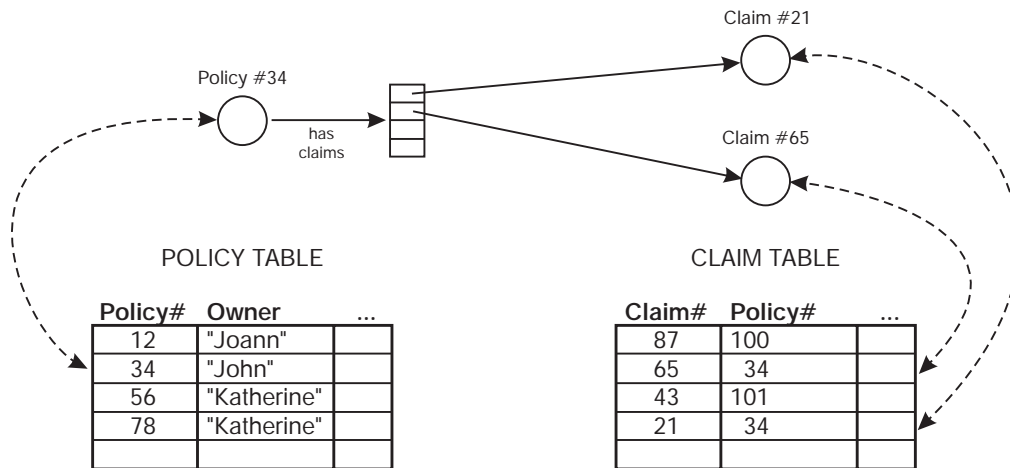 Claim #21
Policy #34
has
claims
Claim #65
POLICY TABLE
Policy# Owner ...
12 "Joann"
34 "John"
56 "Katherine"
78 "Katherine"
CLAIM TABLE
Claim# Policy# ...
87 100
65 34
43 101
21 34